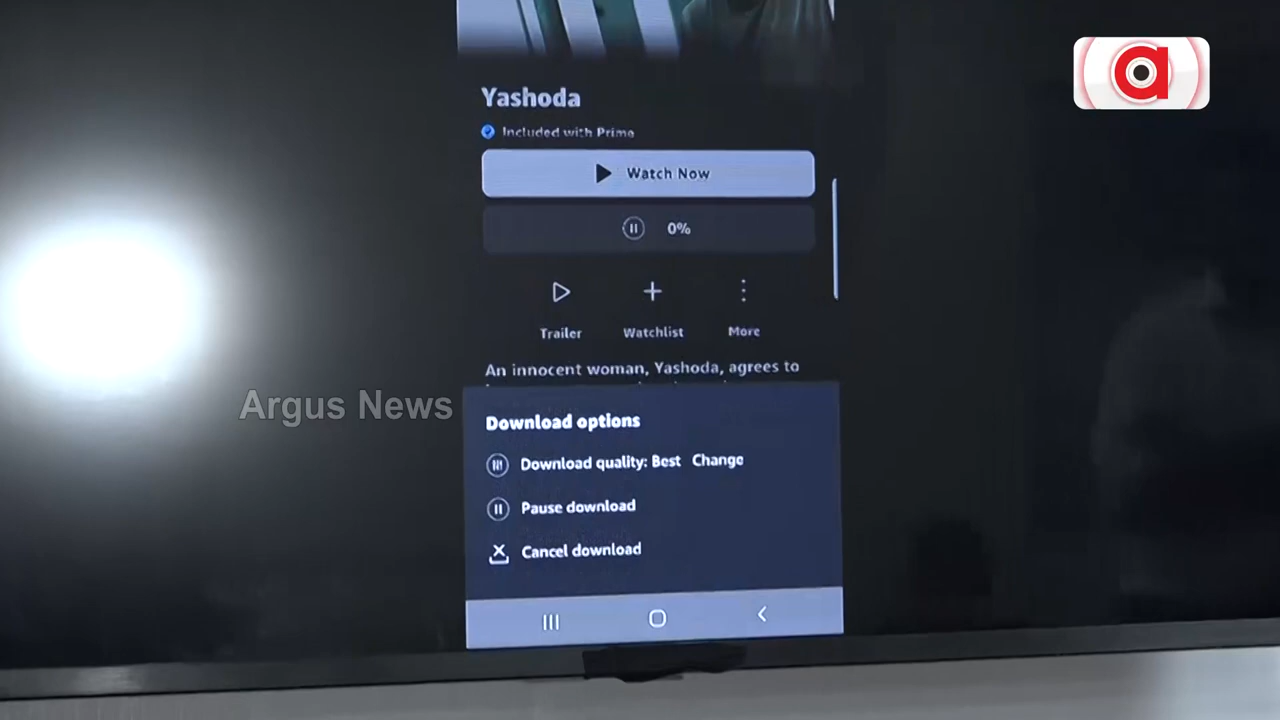 a
Yashoda
Included with Prime
Watch Now
0%
Trailer Watchlist More
An innocent woman, Yashoda, agrees to
Argus News
Download options
Download quality: Best Change
Pause download
Cancel download